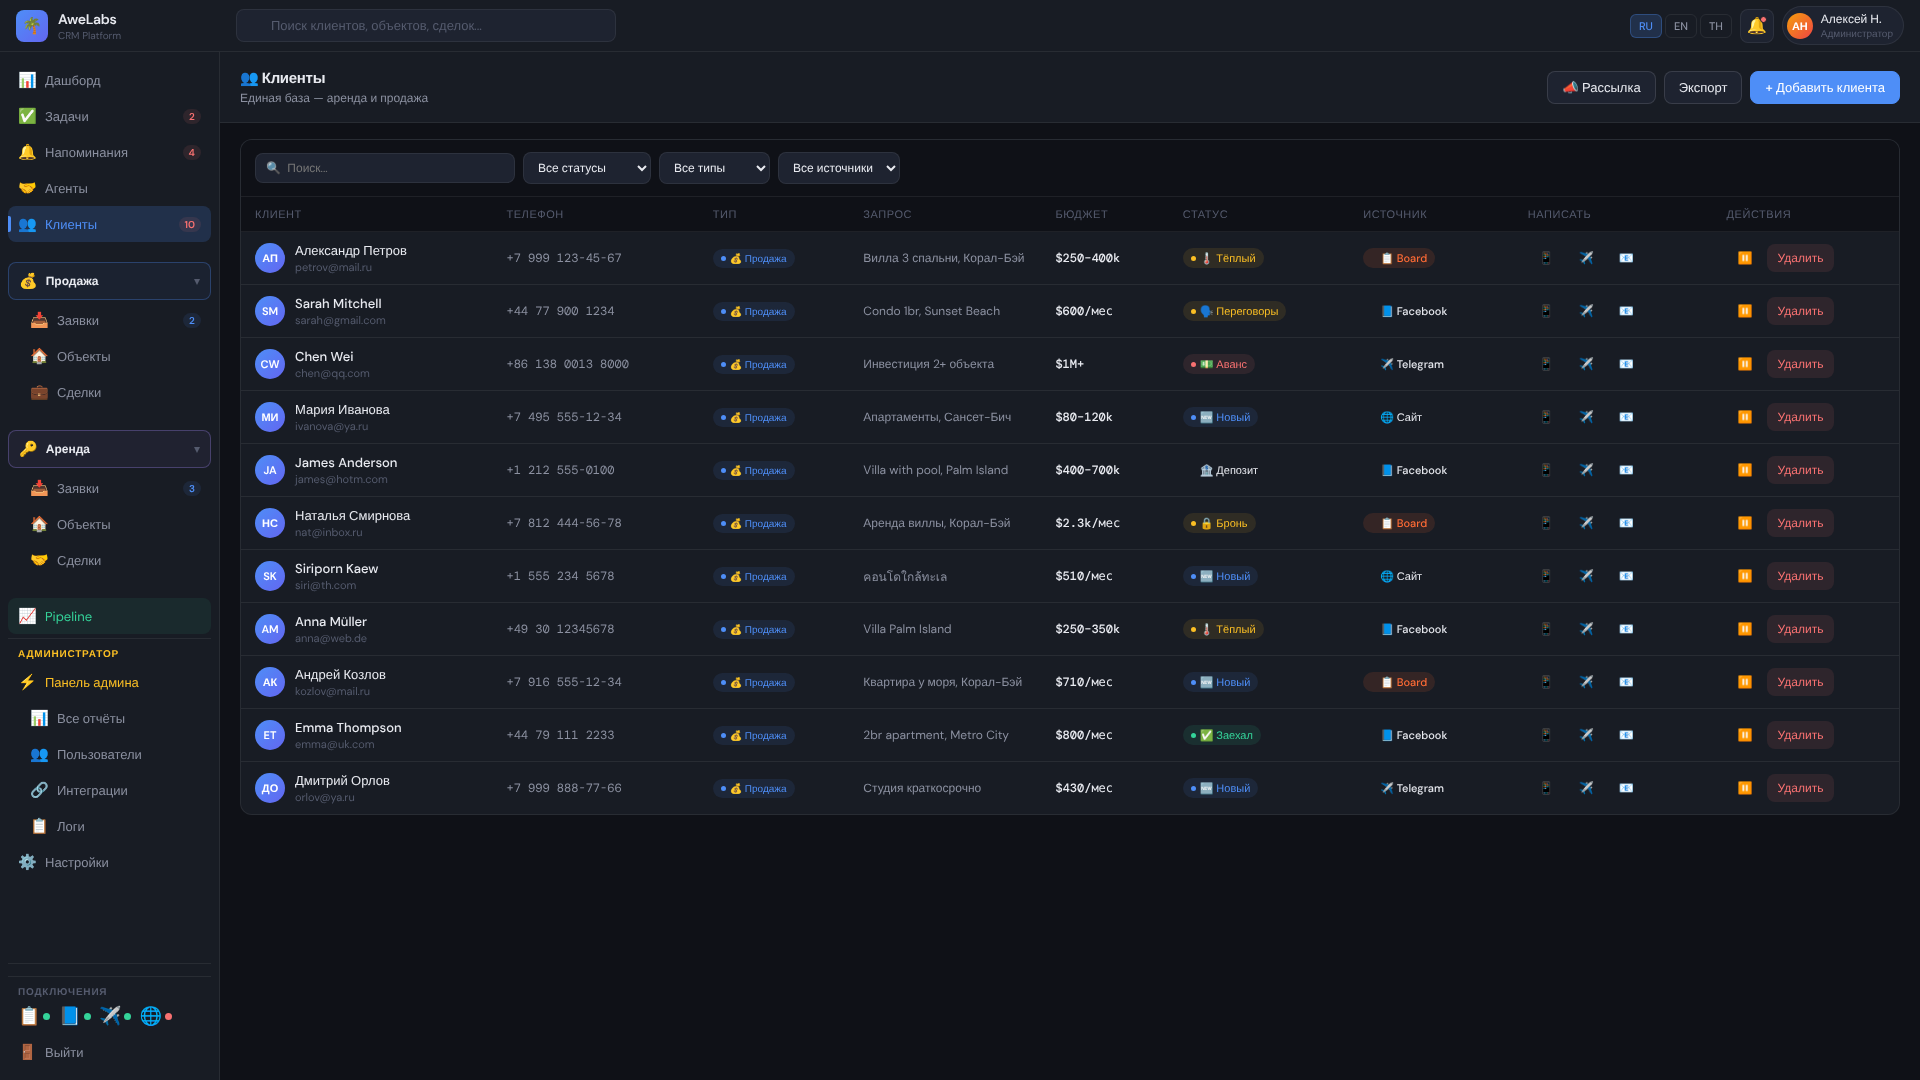 AweLabs
CRM Platform
Поиск клиентов, объектов, сделок...
RU EN TH
АН
Алексей Н.
Администратор
Дашборд
Задачи 2
Напоминания 4
Агенты
Клиенты 10
Продажа
Заявки 2
Объекты
Сделки
Аренда
Заявки 3
Объекты
Сделки
Pipeline
АДМИНИСТРАТОР
Панель админа
Все отчёты
Пользователи
Интеграции
Логи
Настройки
ПОДКЛЮЧЕНИЯ
Выйти
Клиенты
Единая база — аренда и продажа
Рассылка Экспорт + Добавить клиента
Поиск... Все статусы Все типы Все источники
КЛИЕНТ ТЕЛЕФОН ТИП ЗАПРОС БЮДЖЕТ СТАТУС ИСТОЧНИК НАПИСАТЬ ДЕЙСТВИЯ
АП Александр Петров +7 999 123-45-67 Продажа Вилла 3 спальни, Корал-Бэй $250-400k Тёплый Board Удалить
petrov@mail.ru
SM Sarah Mitchell +44 77 900 1234 Продажа Condo 1br, Sunset Beach $600/мес Переговоры Facebook Удалить
sarah@gmail.com
CW Chen Wei +86 138 0013 8000 Продажа Инвестиция 2+ объекта $1M+ Аванс Telegram Удалить
chen@qq.com
МИ Мария Иванова +7 495 555-12-34 Продажа Апартаменты, Сансет-Бич $80-120k Новый Сайт Удалить
ivanova@ya.ru
JA James Anderson +1 212 555-0100 Продажа Villa with pool, Palm Island $400-700k Депозит Facebook Удалить
james@hotm.com
НС Наталья Смирнова +7 812 444-56-78 Продажа Аренда виллы, Корал-Бэй $2.3k/мес Бронь Board Удалить
nat@inbox.ru
SK Siriporn Kaew +1 555 234 5678 Продажа คอนโดใกล้ทะเล $510/мес Новый Сайт Удалить
siri@th.com
AM Anna Müller +49 30 12345678 Продажа Villa Palm Island $250-350k Тёплый Facebook Удалить
anna@web.de
АК Андрей Козлов +7 916 555-12-34 Продажа Квартира у моря, Корал-Бэй $710/мес Новый Board Удалить
kozlov@mail.ru
ET Emma Thompson +44 79 111 2233 Продажа 2br apartment, Metro City $800/мес Заехал Facebook Удалить
emma@uk.com
ДО Дмитрий Орлов +7 999 888-77-66 Продажа Студия краткосрочно $430/мес Новый Telegram Удалить
orlov@ya.ru